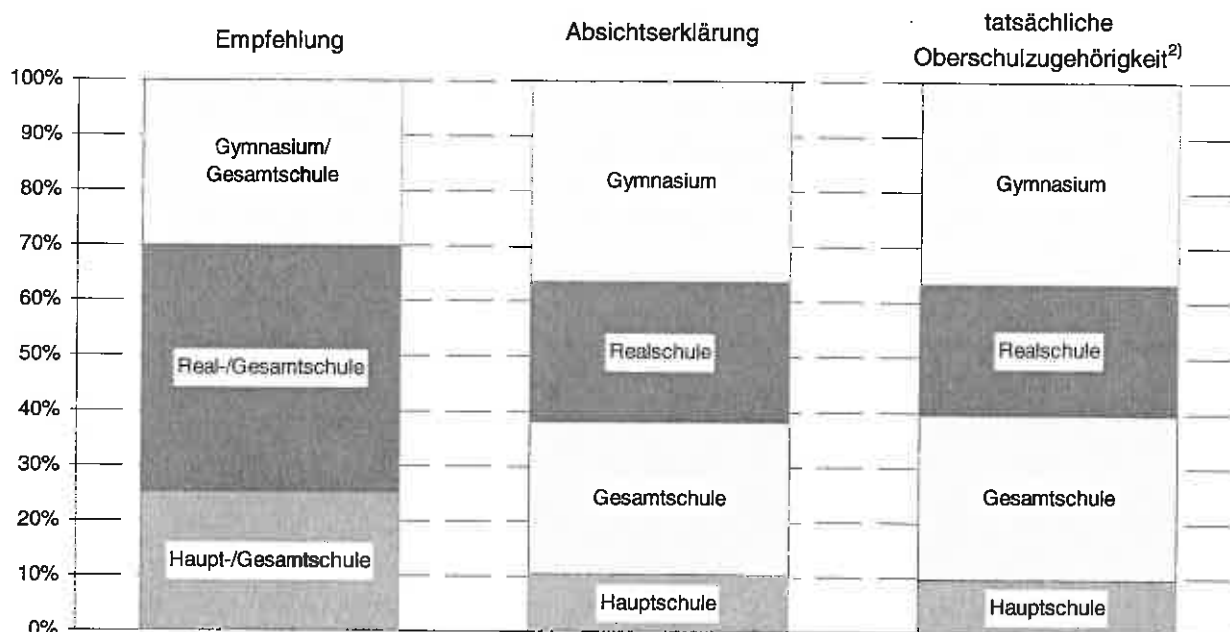 Empfehlung
Absichtserklärung
tatsächliche
Oberschulzugehörigkeit2)
100%
90%
80%
70%
60%
50%
40%
30%
20%
10%
0%
Gymnasium/
Gesamtschule
Real-/Gesamtschule
Haupt-/Gesamtschule
Gymnasium
Realschule
Gesamtschule
Hauptschule
Gymnasium
Realschule
Gesamtschule
Hauptschule